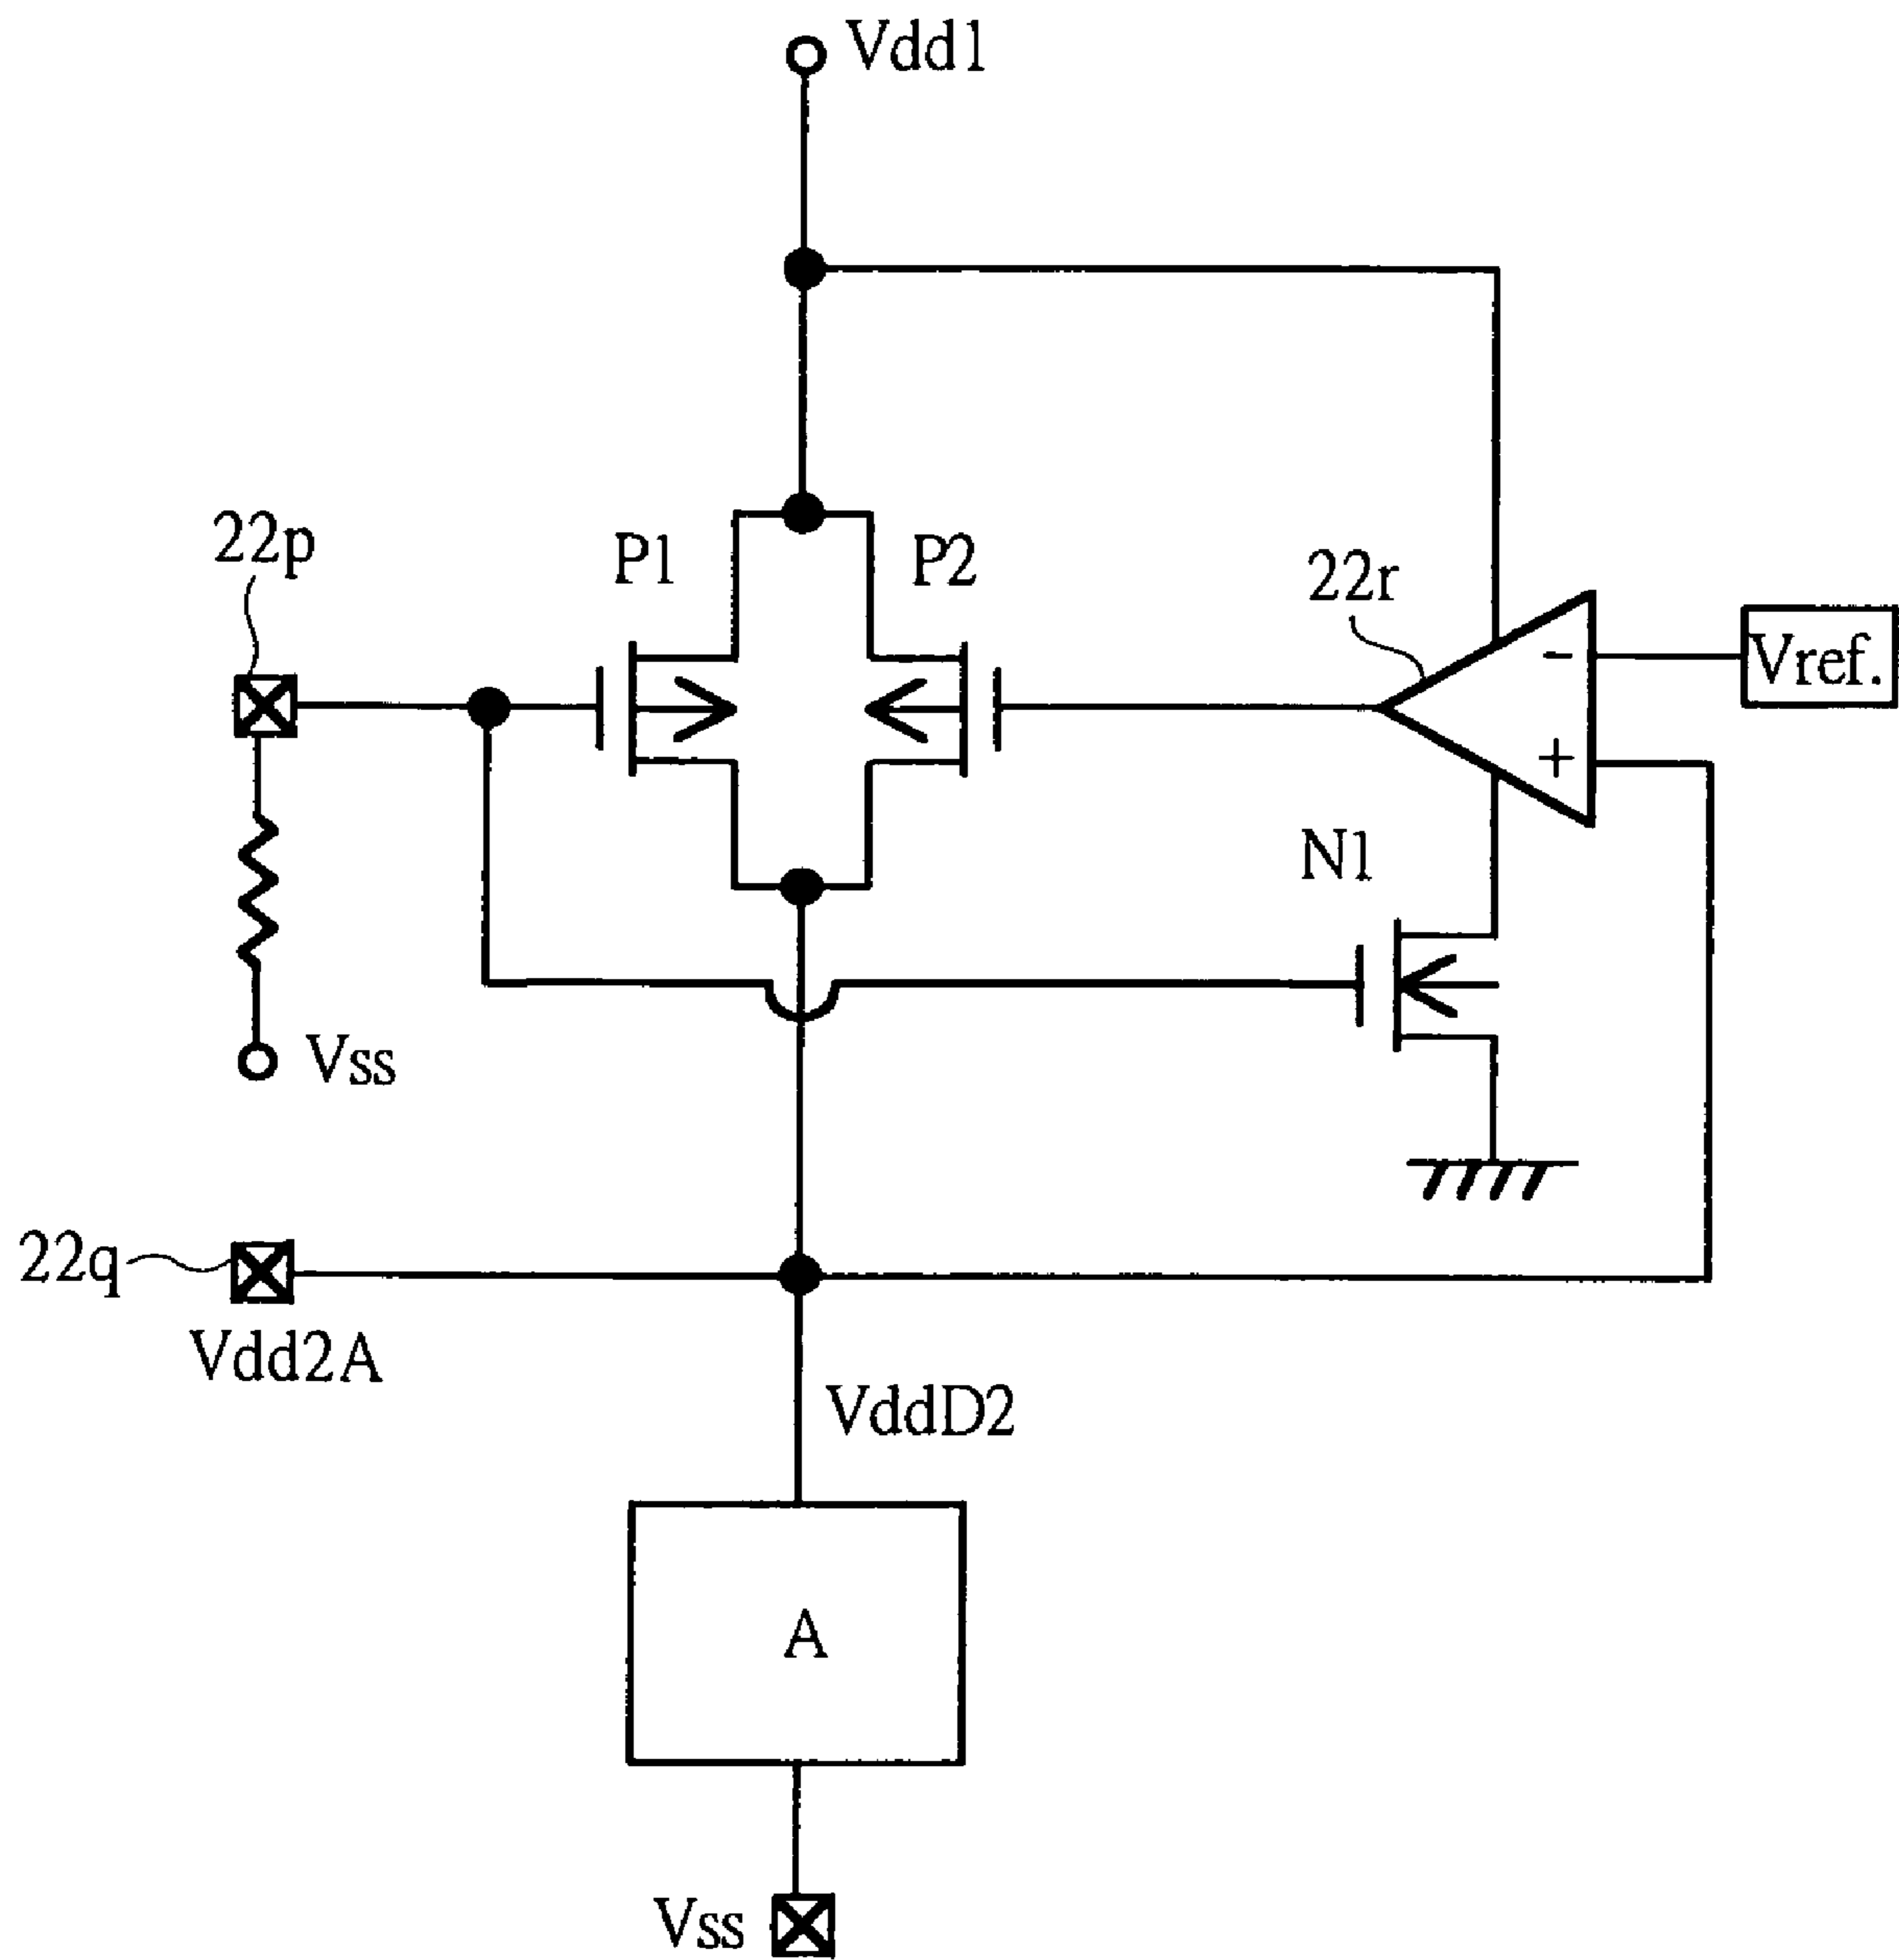 Vdd1
22p
P1
P2
22r
-
Vref.
+
N1
Vss
22q
Vdd2A
VddD2
A
Vss